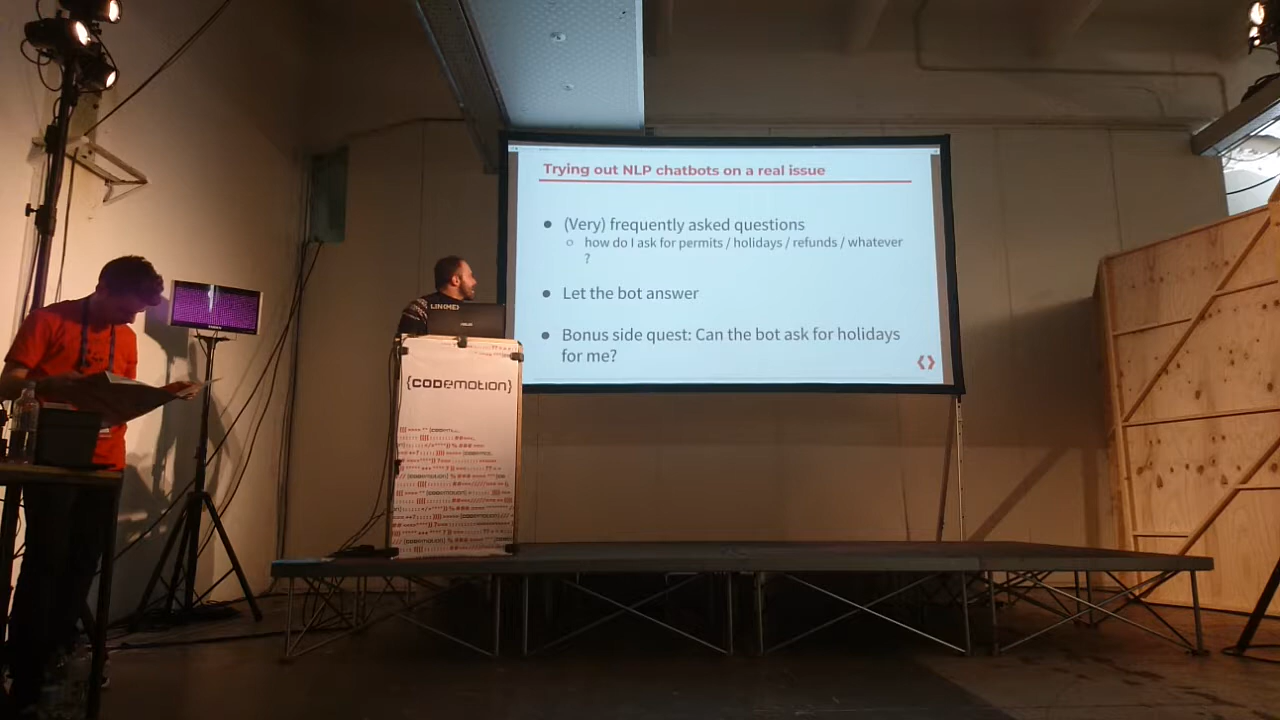 Trying out NLP chatbots on a real issue
(Very) frequently asked questions
how do I ask for permits / holidays / refunds / whatever
?
Let the bot answer
Bonus side quest: Can the bot ask for holidays
for me?
{CODEMOTION}